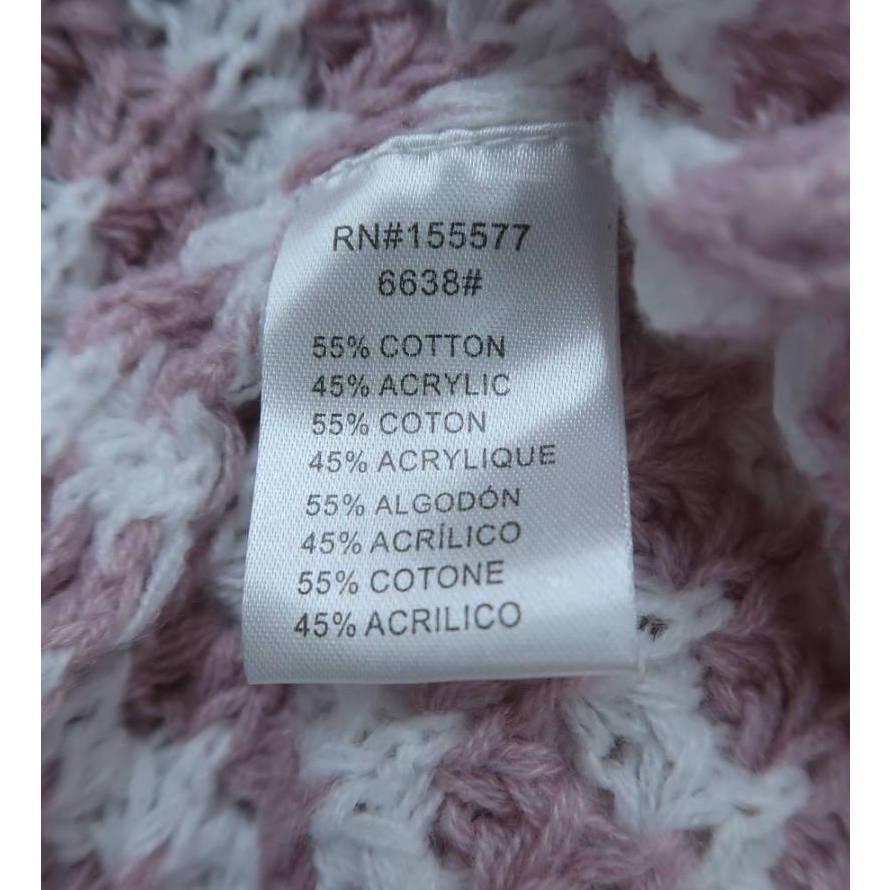 RN#155577
6638#
55% COTTON
45% ACRYLIC
55% COTON
45% ACRYLIQUE
55% ALGODÓN
45% ACRÍLICO
55% COTONE
45% ACRILICO